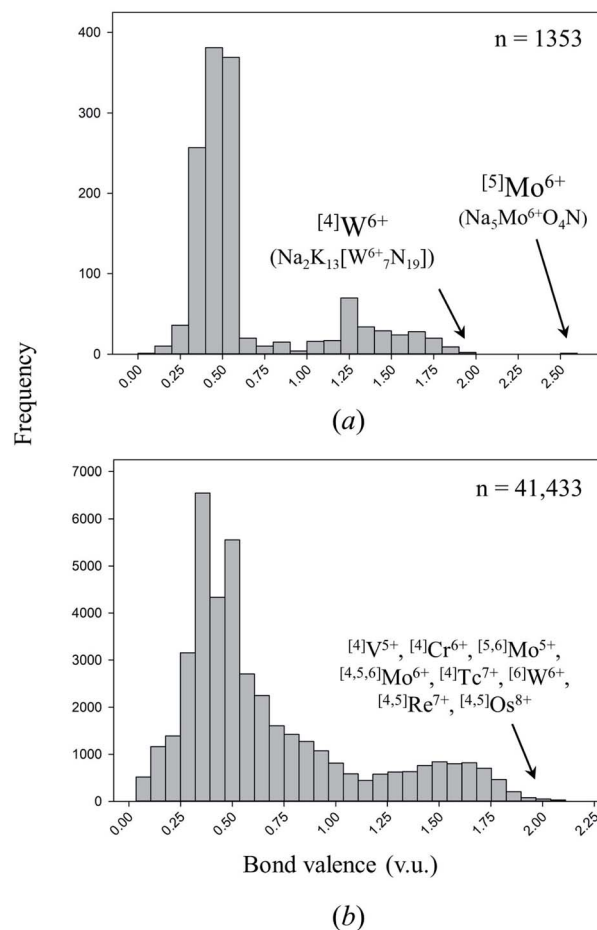 400
n = 1353
300
[5]Mo6+
(Na5Mo6+O4N)
[4]W6+
(Na2K13[W6+7N19])
200
100
0
0.00 0.25 0.50 0.75 1.00 1.25 1.50 1.75 2.00 2.25 2.50
(a)
Frequency
7000
n = 41,433
6000
5000
4000
[4]V5+, [4]Cr6+, [5,6]Mo5+,
[4,5,6]Mo6+, [4]Tc7+, [6]W6+,
[4,5]Re7+, [4,5]Os8+
3000
2000
1000
0
0.00 0.25 0.50 0.75 1.00 1.25 1.50 1.75 2.00 2.25
Bond valence (v.u.)
(b)